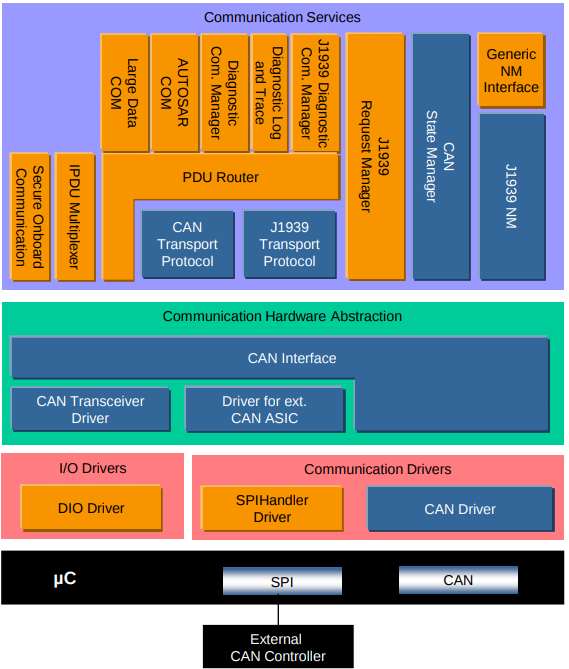 Communication Services
Large Data
COM
AUTOSAR
COM
Diagnostic
Com. Manager
Diagnostic Log
and Trace
J1939 Diagnostic
Com. Manager
J1939
Request Manager
CAN
State Manager
Generic
NM
Interface
Secure Onboard
Communication
IPDU Multiplexer
PDU Router
CAN
Transport
Protocol
J1939
Transport
Protocol
J1939 NM
Communication Hardware Abstraction
CAN Interface
CAN Transceiver
Driver
Driver for ext.
CAN ASIC
I/O Drivers
DIO Driver
Communication Drivers
SPIHandler
Driver
CAN Driver
µC
SPI
CAN
External
CAN Controller